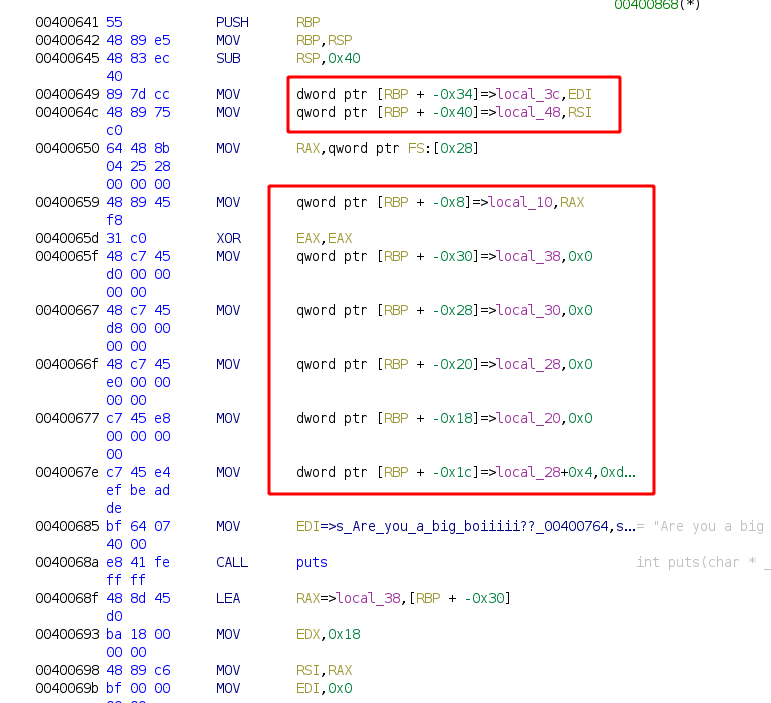 00400868(*)
00400641 55 PUSH RBP
00400642 48 89 e5 MOV RBP,RSP
00400645 48 83 ec SUB RSP,0x40
40
00400649 89 7d cc MOV dword ptr [RBP + -0x34]=>local_3c,EDI
0040064c 48 89 75 MOV qword ptr [RBP + -0x40]=>local_48,RSI
c0
00400650 64 48 8b MOV RAX,qword ptr FS:[0x28]
04 25 28
00 00 00
00400659 48 89 45 MOV qword ptr [RBP + -0x8]=>local_10,RAX
f8
0040065d 31 c0 XOR EAX,EAX
0040065f 48 c7 45 MOV qword ptr [RBP + -0x30]=>local_38,0x0
d0 00 00
00 00
00400667 48 c7 45 MOV qword ptr [RBP + -0x28]=>local_30,0x0
d8 00 00
00 00
0040066f 48 c7 45 MOV qword ptr [RBP + -0x20]=>local_28,0x0
e0 00 00
00 00
00400677 c7 45 e8 MOV dword ptr [RBP + -0x18]=>local_20,0x0
00 00 00
00
0040067e c7 45 e4 MOV dword ptr [RBP + -0x1c]=>local_28+0x4,0xd...
ef be ad
de
00400685 bf 64 07 MOV EDI=>s_Are_you_a_big_boiiiii??_00400764,s...= "Are you a big
40 00
0040068a e8 41 fe CALL puts int puts(char * _
ff ff
0040068f 48 8d 45 LEA RAX=>local_38,[RBP + -0x30]
d0
00400693 ba 18 00 MOV EDX,0x18
00 00
00400698 48 89 c6 MOV RSI,RAX
0040069b bf 00 00 MOV EDI,0x0